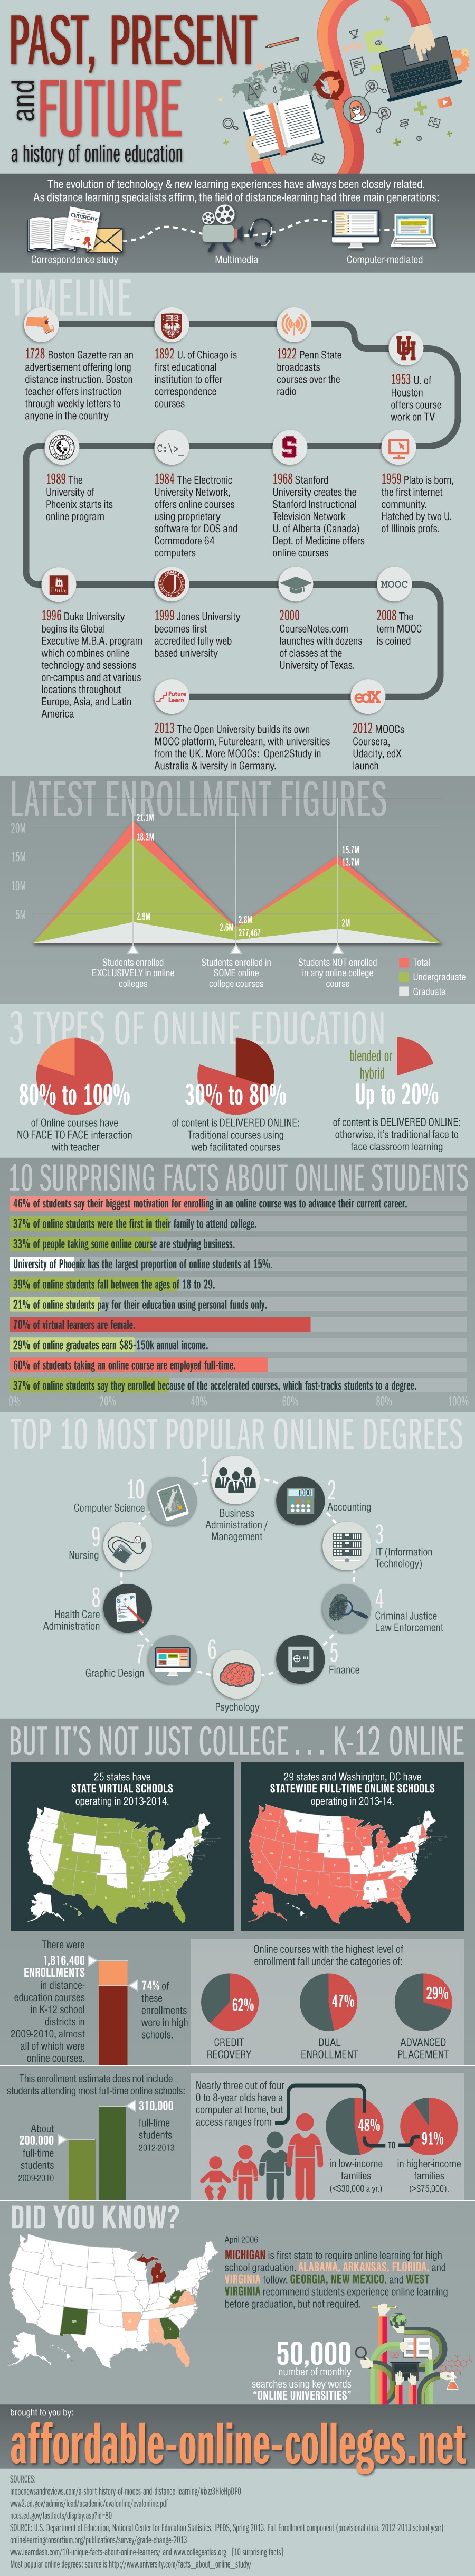 PAST, PRESENT
and FUTURE
a history of online education
The evolution of technology & new learning experiences have always been closely related.
As distance learning specialists affirm, the field of distance-learning had three main generations:
CERTIFICATE
Correspondence study
Multimedia
Computer-mediated
TIMELINE
1728 Boston Gazette ran an
advertisement offering long
distance instruction. Boston
teacher offers instruction
through weekly letters to
anyone in the country
1892 U. of Chicago is
first educational
institution to offer
correspondence
courses
1922 Penn State
broadcasts
courses over the
radio
1953 U. of
Houston
offers course
work on TV
1989 The
University of
Phoenix starts its
online program
C:\>_
1984 The Electronic
University Network,
offers online courses
using proprietary
software for DOS and
Commodore 64
computers
S
1968 Stanford
University creates the
Stanford Instructional
Television Network
U. of Alberta (Canada)
Dept. of Medicine offers
online courses
1959 Plato is born,
the first internet
community.
Hatched by two U.
of Illinois profs.
Duke
1996 Duke University
begins its Global
Executive M.B.A. program
which combines online
technology and sessions
on-campus and at various
locations throughout
Europe, Asia, and Latin
America
1999 Jones University
becomes first
accredited fully web
based university
2000
CourseNotes.com
launches with dozens
of classes at the
University of Texas.
MOOC
2008 The
term MOOC
is coined
Future
Learn
2013 The Open University builds its own
MOOC platform, Futurelearn, with universities
from the UK. More MOOCs: Open2Study in
Australia & iversity in Germany.
edX
2012 MOOCs
Coursera,
Udacity, edX
launch
LATEST ENROLLMENT FIGURES
20M
15M
10M
5M
21.1M
18.2M
2.9M
2.8M
2.6M
277,467
15.7M
13.7M
2M
Students enrolled
EXCLUSIVELY in online
colleges
Students enrolled in
SOME online
college courses
Students NOT enrolled
in any online college
course
Total
Undergraduate
Graduate
3 TYPES OF ONLINE EDUCATION
80% to 100%
of Online courses have
NO FACE TO FACE interaction
with teacher
30% to 80%
of content is DELIVERED ONLINE:
Traditional courses using
web facilitated courses
blended or
hybrid
Up to 20%
of content is DELIVERED ONLINE:
otherwise, it's traditional face to
face classroom learning
10 SURPRISING FACTS ABOUT ONLINE STUDENTS
46% of students say their biggest motivation for enrolling in an online course was to advance their current career.
37% of online students were the first in their family to attend college.
33% of people taking some online course are studying business.
University of Phoenix has the largest proportion of online students at 15%.
39% of online students fall between the ages of 18 to 29.
21% of online students pay for their education using personal funds only.
70% of virtual learners are female.
29% of online graduates earn $85-150k annual income.
60% of students taking an online course are employed full-time.
37% of online students say they enrolled because of the accelerated courses, which fast-tracks students to a degree.
0% 20% 40% 60% 80% 100%
TOP 10 MOST POPULAR ONLINE DEGREES
1
Business
Administration /
Management
2
Accounting
3
IT (Information
Technology)
4
Criminal Justice
Law Enforcement
5
Finance
6
Psychology
7
Graphic Design
8
Health Care
Administration
9
Nursing
10
Computer Science
BUT IT'S NOT JUST COLLEGE . . . K-12 ONLINE
25 states have
STATE VIRTUAL SCHOOLS
operating in 2013-2014.
29 states and Washington, DC have
STATEWIDE FULL-TIME ONLINE SCHOOLS
operating in 2013-14.
There were
1,816,400
ENROLLMENTS
in distance-
education courses
in K-12 school
districts in
2009-2010, almost
all of which were
online courses.
74% of
these
enrollments
were in high
schools.
Online courses with the highest level of
enrollment fall under the categories of:
62%
CREDIT
RECOVERY
47%
DUAL
ENROLLMENT
29%
ADVANCED
PLACEMENT
This enrollment estimate does not include
students attending most full-time online schools:
About
200,000
full-time
students
2009-2010
310,000
full-time
students
2012-2013
Nearly three out of four
0 to 8-year olds have a
computer at home, but
access ranges from
48%
in low-income
families
(<$30,000 a yr.)
TO
91%
in higher-income
families
(>$75,000).
DID YOU KNOW?
April 2006
MICHIGAN is first state to require online learning for high
school graduation. ALABAMA, ARKANSAS, FLORIDA, and
VIRGINIA follow. GEORGIA, NEW MEXICO, and WEST
VIRGINIA recommend students experience online learning
before graduation, but not required.
50,000
number of monthly
searches using key words
"ONLINE UNIVERSITIES"
brought to you by:
affordable-online-colleges.net
SOURCES:
www2.ed.gov/admins/lead/academic/evalonline/evalonline.pdf
nces.ed.gov/fastfacts/display.asp?id=80
SOURCE: U.S. Department of Education, National Center for Education Statistics, IPEDS, Spring 2013, Fall Enrollment component (provisional data, 2012-2013 school year)
onlinelearningconsortium.org/publications/survey/grade-change-2013
www.learndash.com/10-unique-facts-about-online-learners/ and www.collegeatlas.org [10 surprising facts]
Most popular online degrees: source is http://www.university.com/facts_about_online_study/